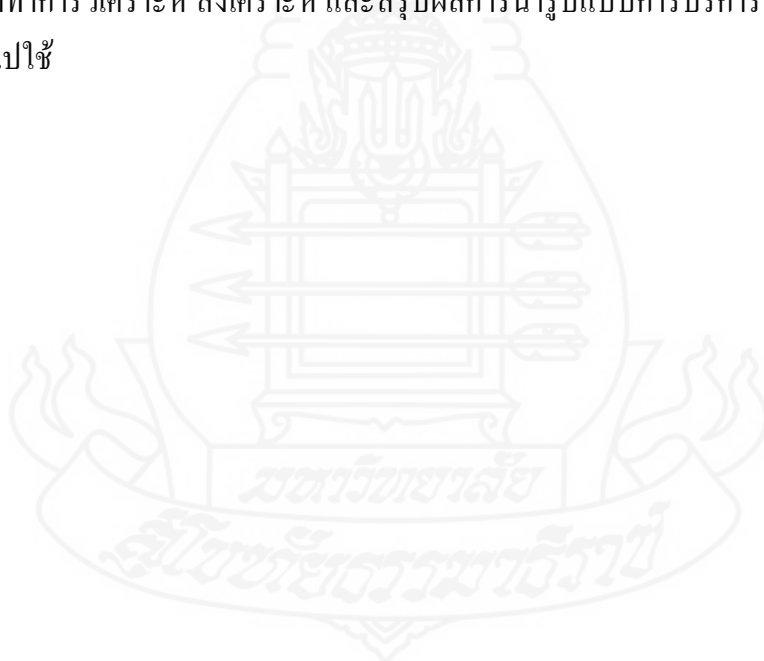 ทำการวิเคราะห์ สังเคราะห์ และสรุปผลการนำรูปแบบการบริการ
ไปใช้
มหาวิทยาลัย
สุโขทัยธรรมาธิราช